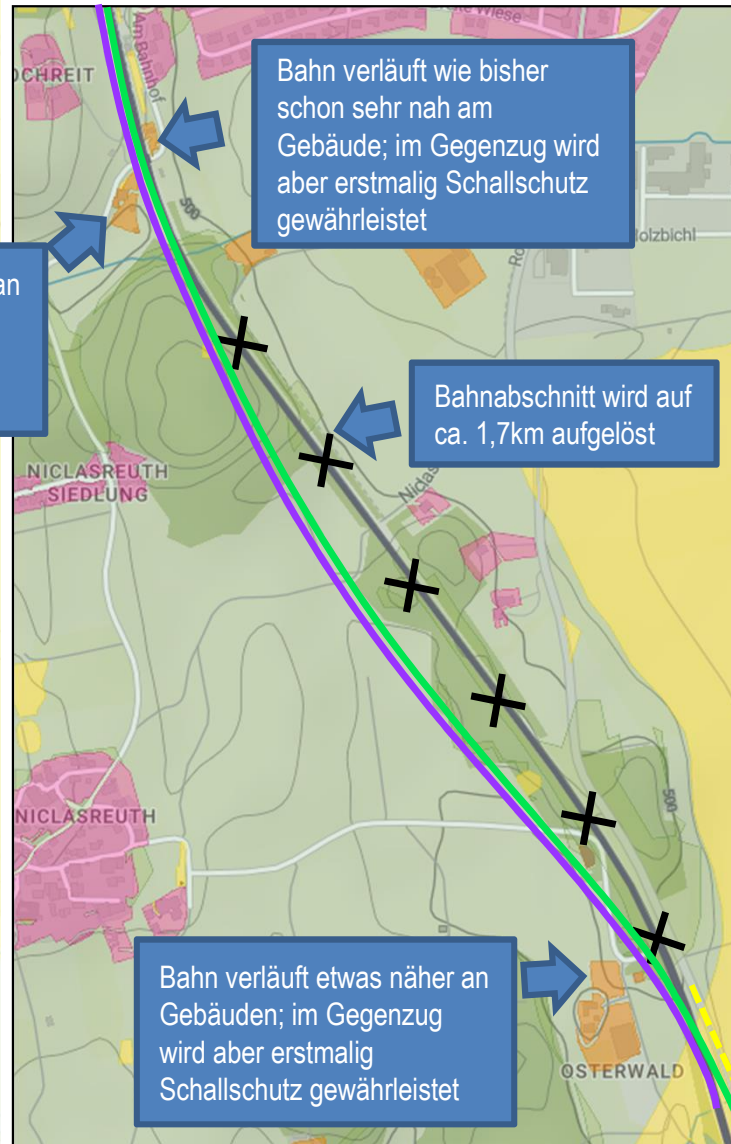 Am Bahnhof
Wiese
OCHREIT
Bahn verläuft wie bisher
schon sehr nah am
Gebäude; im Gegenzug wird
aber erstmalig Schallschutz
gewährleistet
500
olzbichl
Ro
an
Bahnabschnitt wird auf
ca. 1,7km aufgelöst
NICLASREUTH
SIEDLUNG
Niclas
500
NICLASREUTH
Bahn verläuft etwas näher an
Gebäuden; im Gegenzug
wird aber erstmalig
Schallschutz gewährleistet
OSTERWALD